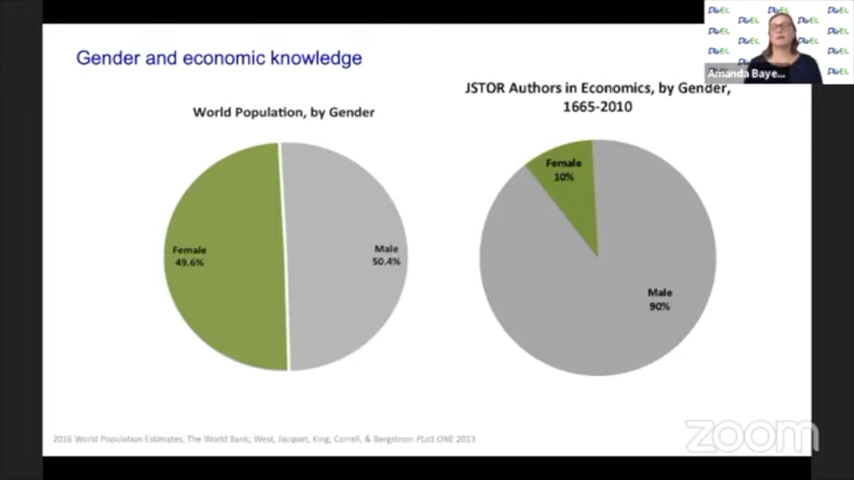 Gender and economic knowledge
World Population, by Gender
Female
49.6%
Male
50.4%
JSTOR Authors in Economics, by Gender,
1665-2010
Female
10%
Male
90%
2016 World Population Estimates, The World Bank; West, Jacquet, King, Correll, & Bergstrom PLoS ONE 2013
Amanda Baye...
zoom